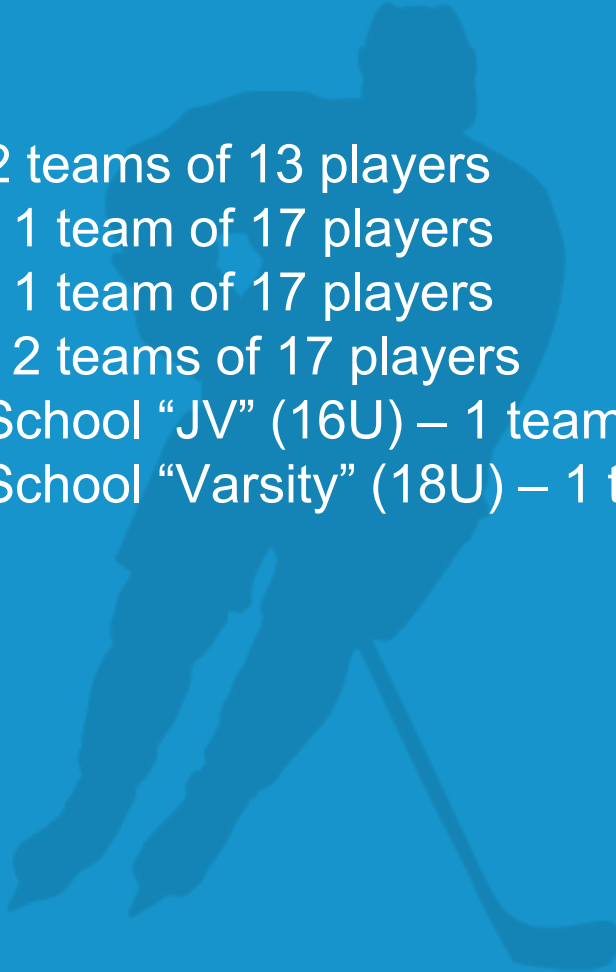 2 teams of 13 players
1 team of 17 players
1 team of 17 players
2 teams of 17 players
School “JV” (16U) – 1 team
School “Varsity” (18U) – 1